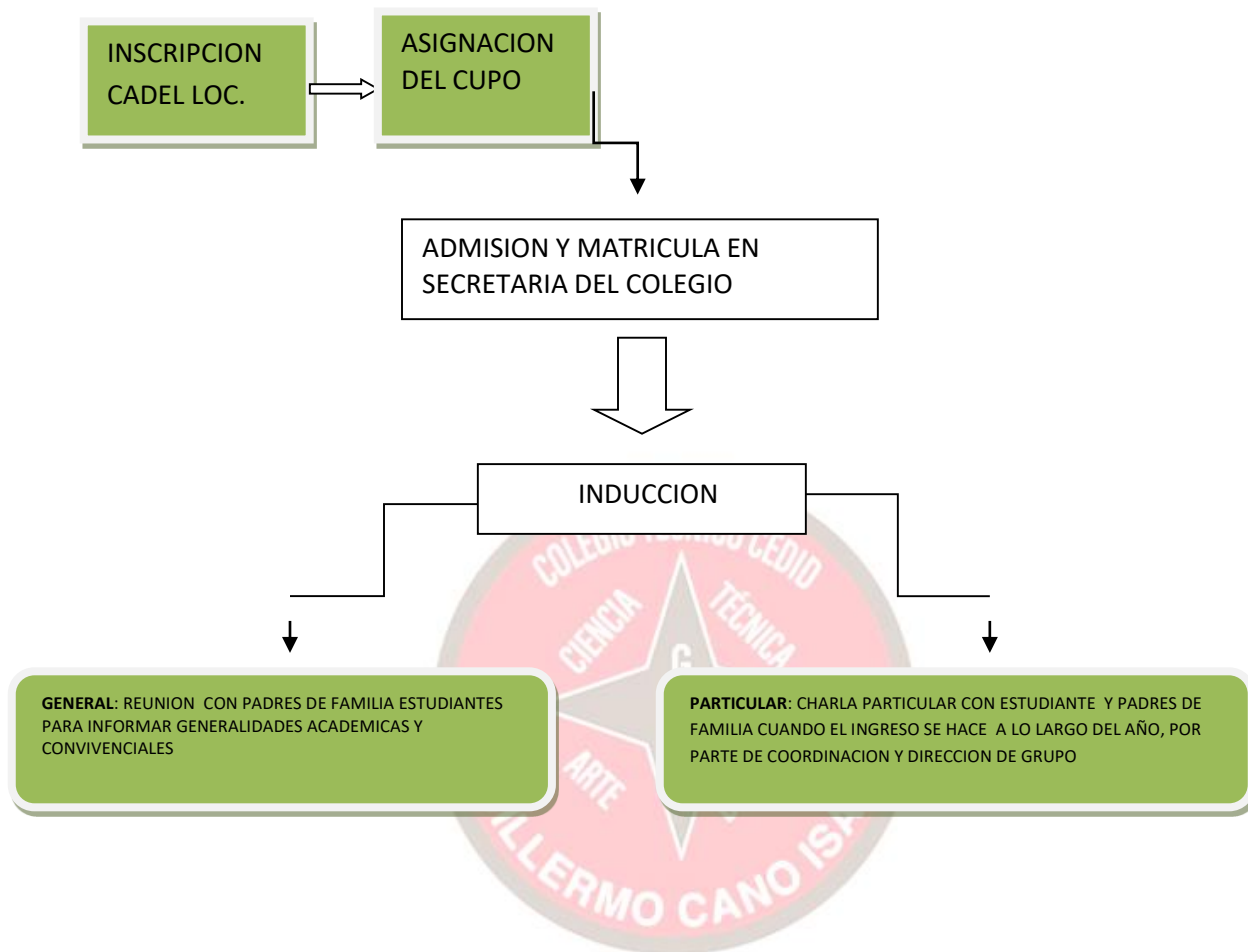 INSCRIPCION
CADEL LOC.
ASIGNACION
DEL CUPO
ADMISION Y MATRICULA EN
SECRETARIA DEL COLEGIO
INDUCCION
COLEGIO CEDID
CIENCIA
TÉCNICA
G
GENERAL: REUNION CON PADRES DE FAMILIA ESTUDIANTES
PARA INFORMAR GENERALIDADES ACADEMICAS Y
CONVIVENCIALES
PARTICULAR: CHARLA PARTICULAR CON ESTUDIANTE Y PADRES DE
FAMILIA CUANDO EL INGRESO SE HACE A LO LARGO DEL AÑO, POR
PARTE DE COORDINACION Y DIRECCION DE GRUPO
ARTE
CANO